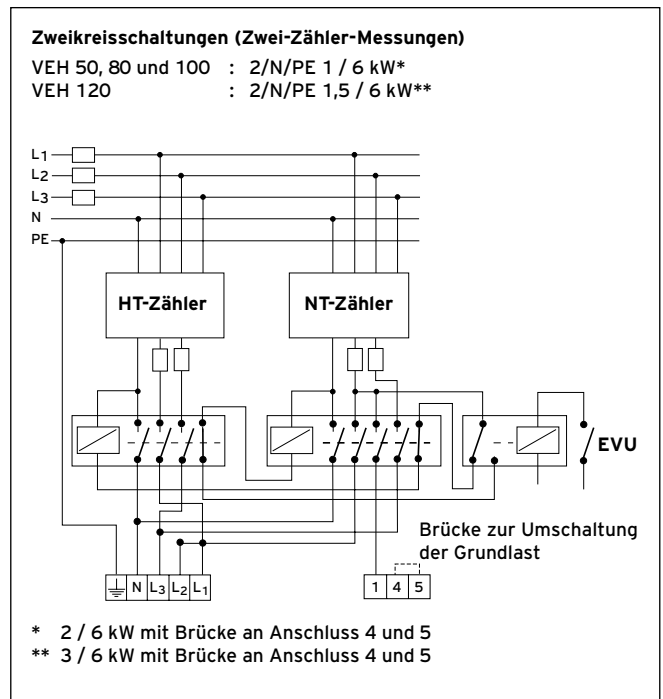 Zweikreisschaltungen (Zwei-Zähler-Messungen)
VEH 50, 80 und 100 : 2/N/PE 1 / 6 kW*
VEH 120 : 2/N/PE 1,5 / 6 kW**
L1
L2
L3
N
PE
HT-Zähler NT-Zähler
EVU
Brücke zur Umschaltung
der Grundlast
N L3 L2 L1 1 4 5
* 2 / 6 kW mit Brücke an Anschluss 4 und 5
** 3 / 6 kW mit Brücke an Anschluss 4 und 5